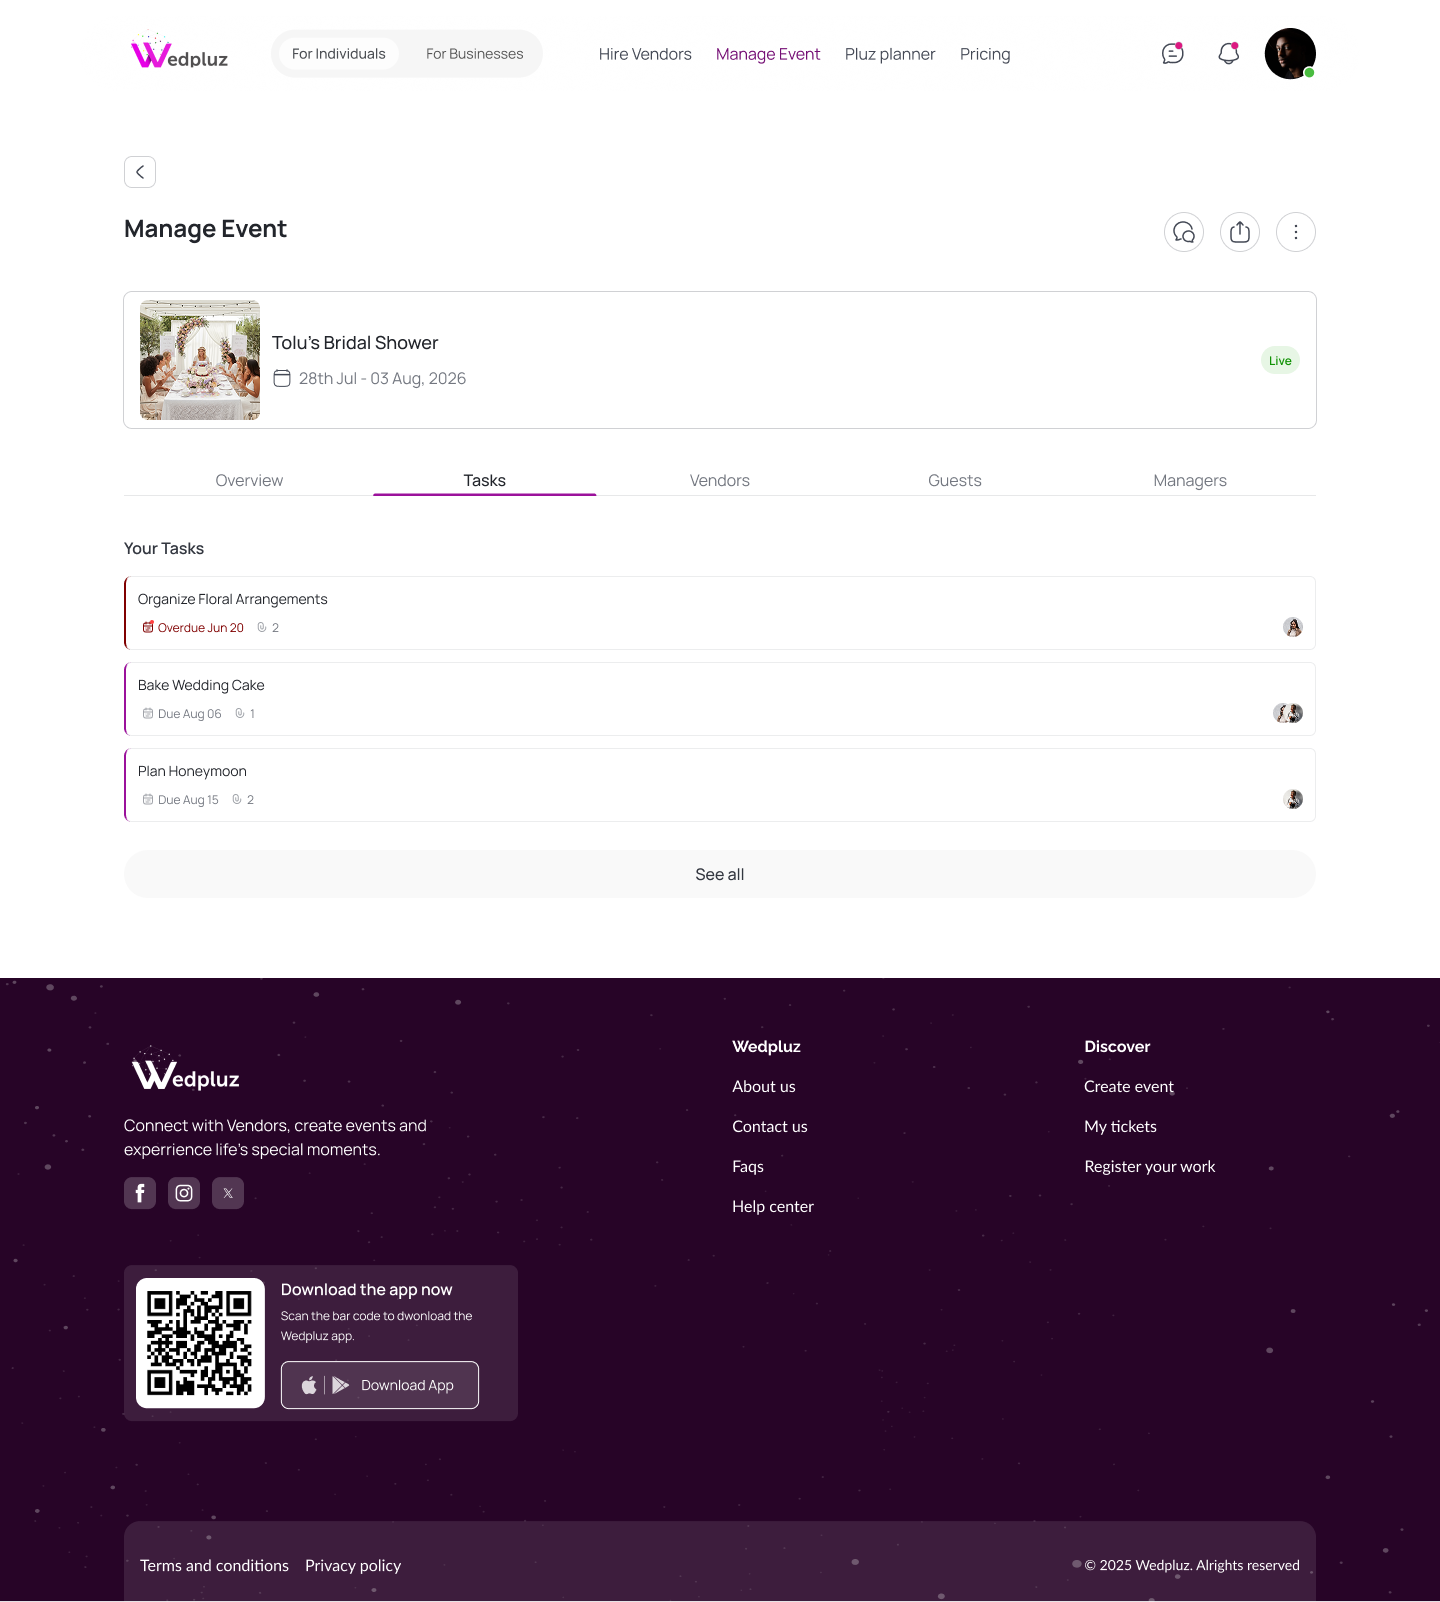 Wedpluz
For Individuals
For Businesses
Hire Vendors
Manage Event
Pluz planner
Pricing
Manage Event
Tolu's Bridal Shower
28th Jul - 03 Aug, 2026
Live
Overview
Tasks
Vendors
Guests
Managers
Your Tasks
Organize Floral Arrangements
Overdue Jun 20
2
Bake Wedding Cake
Due Aug 06
1
Plan Honeymoon
Due Aug 15
2
See all
Wedpluz
Connect with Vendors, create events and
experience life's special moments.
Wedpluz
About us
Contact us
Faqs
Help center
Discover
Create event
My tickets
Register your work
Download the app now
Scan the bar code to dwonload the
Wedpluz app.
Download App
Terms and conditions
Privacy policy
© 2025 Wedpluz. Alrights reserved